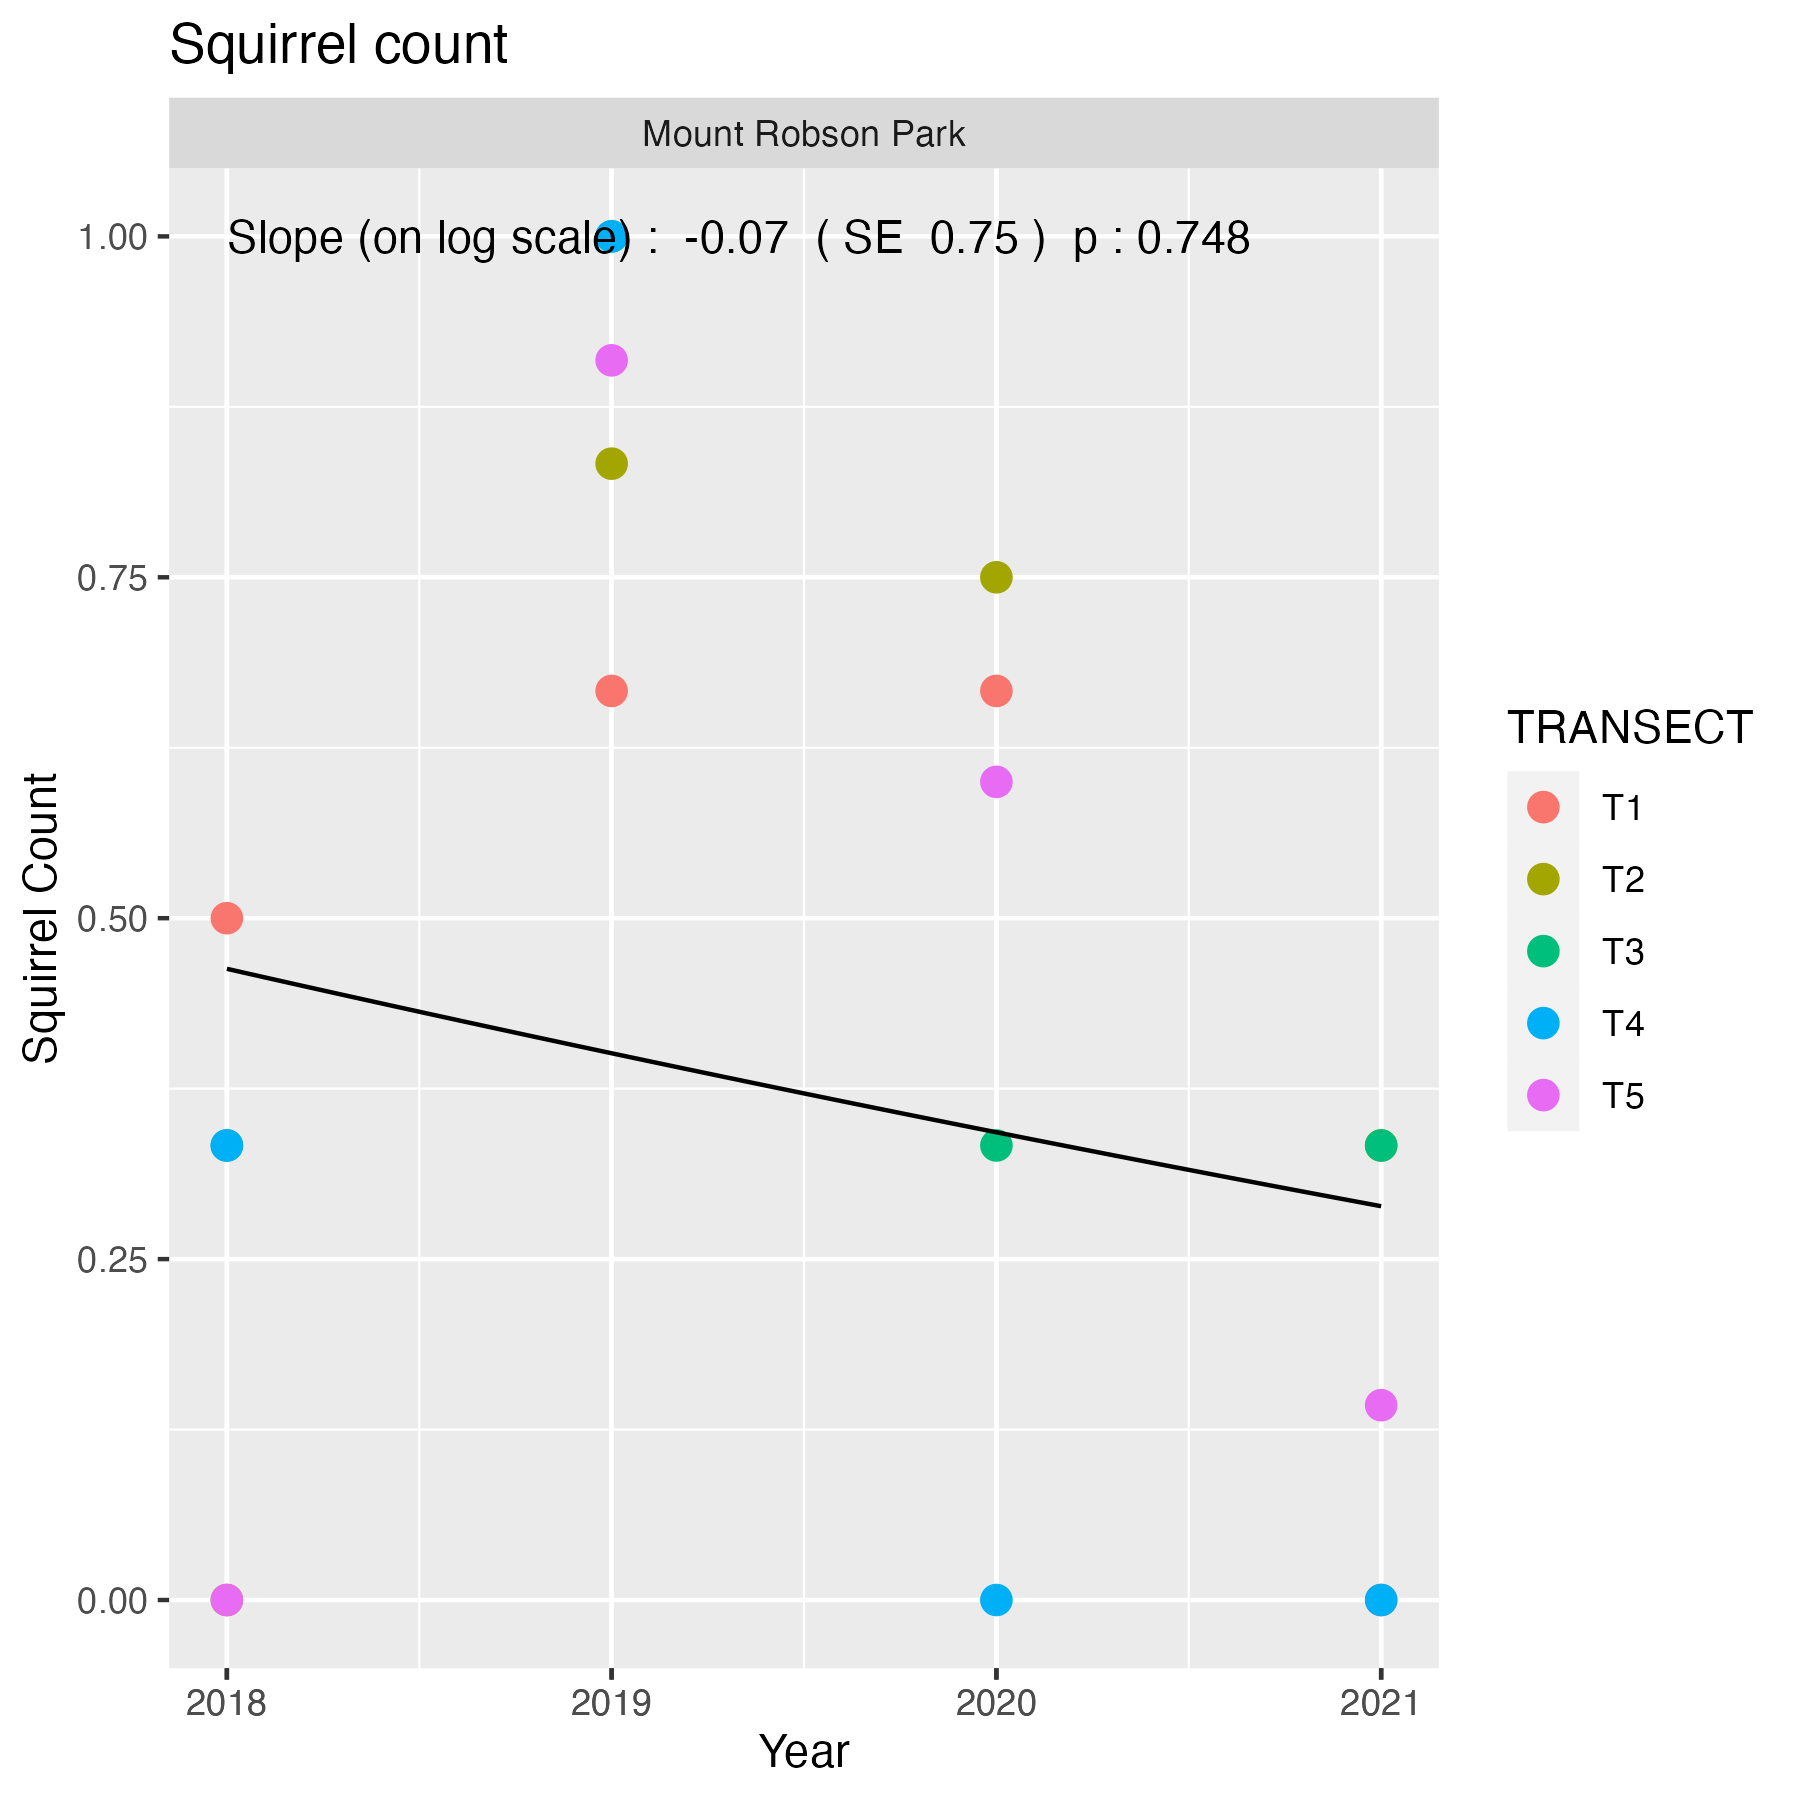 Squirrel count
Mount Robson Park
Slope (on log scale) :  -0.07  ( SE  0.75 )  p : 0.748
1.00
0.75
0.50
0.25
0.00
Squirrel Count
2018
2019
2020
2021
Year
TRANSECT
T1
T2
T3
T4
T5